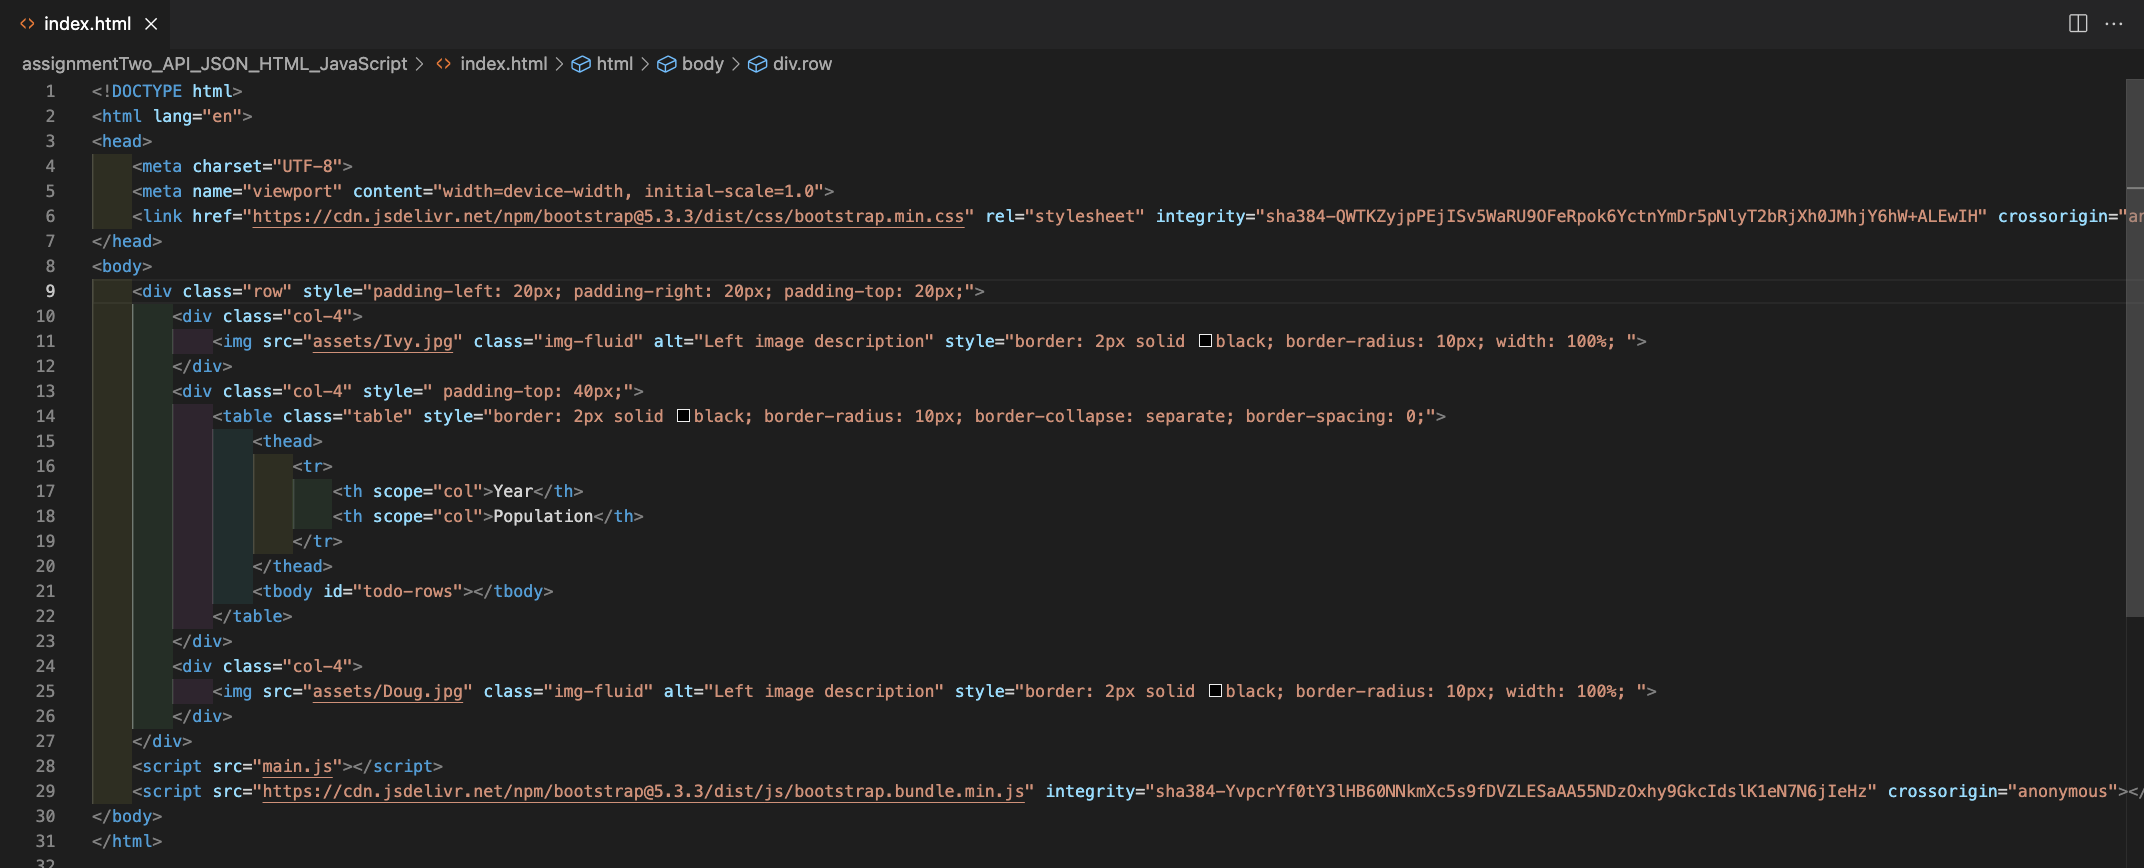 index.html
assignmentTwo_API_JSON_HTML_JavaScript > index.html > html > body > div.row
1 <!DOCTYPE html>
2 <html lang="en">
3 <head>
4 <meta charset="UTF-8">
5 <meta name="viewport" content="width=device-width, initial-scale=1.0">
6 <link href="https://cdn.jsdelivr.net/npm/bootstrap@5.3.3/dist/css/bootstrap.min.css" rel="stylesheet" integrity="sha384-QWTKZyjpPEjISv5WaRU9OFeRpok6YctnYmDr5pNlyT2bRjXh0JMhjY6hW+ALEwIH" crossorigin="an
7 </head>
8 <body>
9 <div class="row" style="padding-left: 20px; padding-right: 20px; padding-top: 20px;">
10 <div class="col-4">
11 <img src="assets/Ivy.jpg" class="img-fluid" alt="Left image description" style="border: 2px solid black; border-radius: 10px; width: 100%; ">
12 </div>
13 <div class="col-4" style=" padding-top: 40px;">
14 <table class="table" style="border: 2px solid black; border-radius: 10px; border-collapse: separate; border-spacing: 0;">
15 <thead>
16 <tr>
17 <th scope="col">Year</th>
18 <th scope="col">Population</th>
19 </tr>
20 </thead>
21 <tbody id="todo-rows"></tbody>
22 </table>
23 </div>
24 <div class="col-4">
25 <img src="assets/Doug.jpg" class="img-fluid" alt="Left image description" style="border: 2px solid black; border-radius: 10px; width: 100%; ">
26 </div>
27 </div>
28 <script src="main.js"></script>
29 <script src="https://cdn.jsdelivr.net/npm/bootstrap@5.3.3/dist/js/bootstrap.bundle.min.js" integrity="sha384-YvpcrYf0tY3lHB60NNkmXc5s9fDVZLESaAA55NDzOxhy9GkcIdslK1eN7N6jIeHz" crossorigin="anonymous"></
30 </body>
31 </html>
32